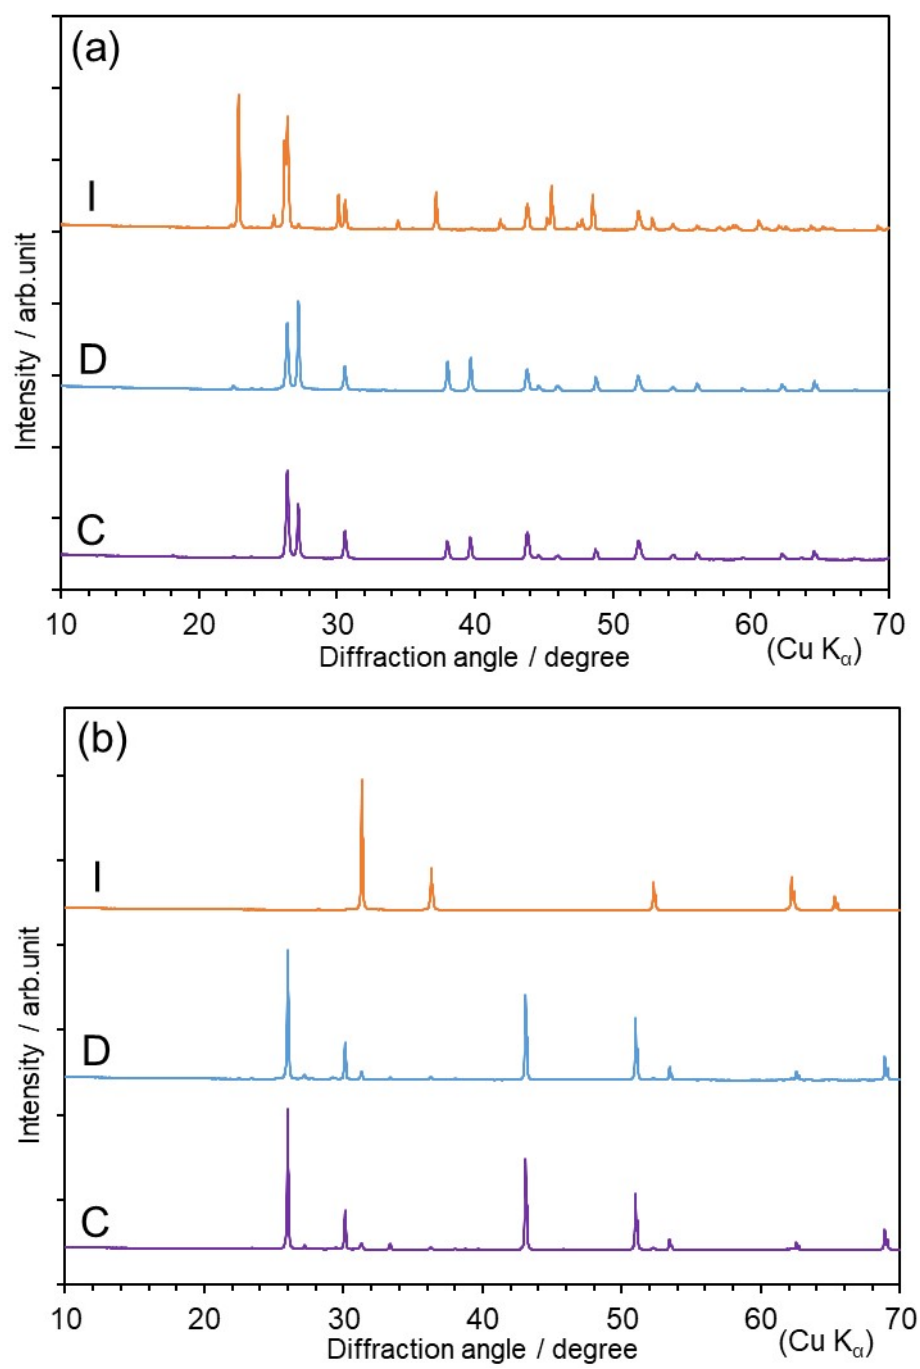 (a)
I
D
C
Intensity / arb.unit
10 20 30 40 50 60 70
Diffraction angle / degree
(Cu Kα)
(b)
I
D
C
Intensity / arb.unit
10 20 30 40 50 60 70
Diffraction angle / degree
(Cu Kα)